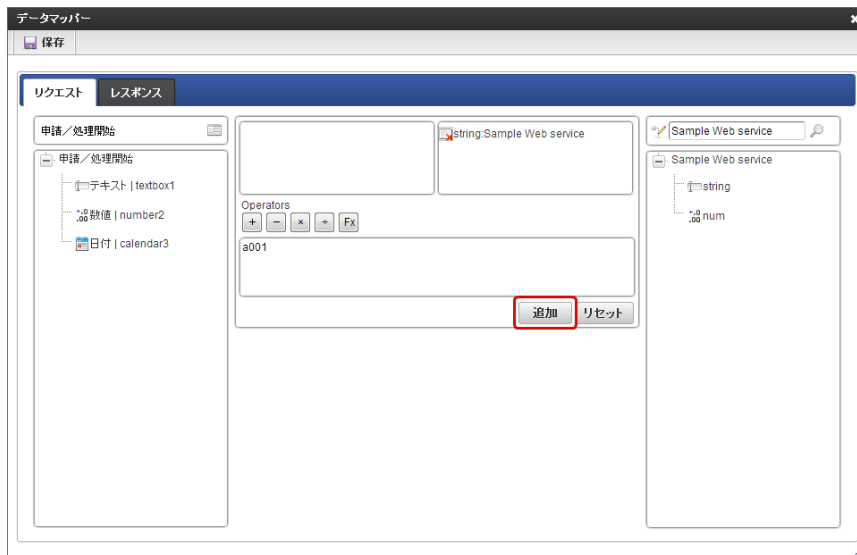 データマッパー
保存
リクエスト
レスポンス
申請／処理開始
申請／処理開始
テキスト | textbox1
数値 | number2
日付 | calendar3
string:Sample Web service
Operators
+ − × ÷ Fx
a001
追加
リセット
Sample Web service
Sample Web service
string
num